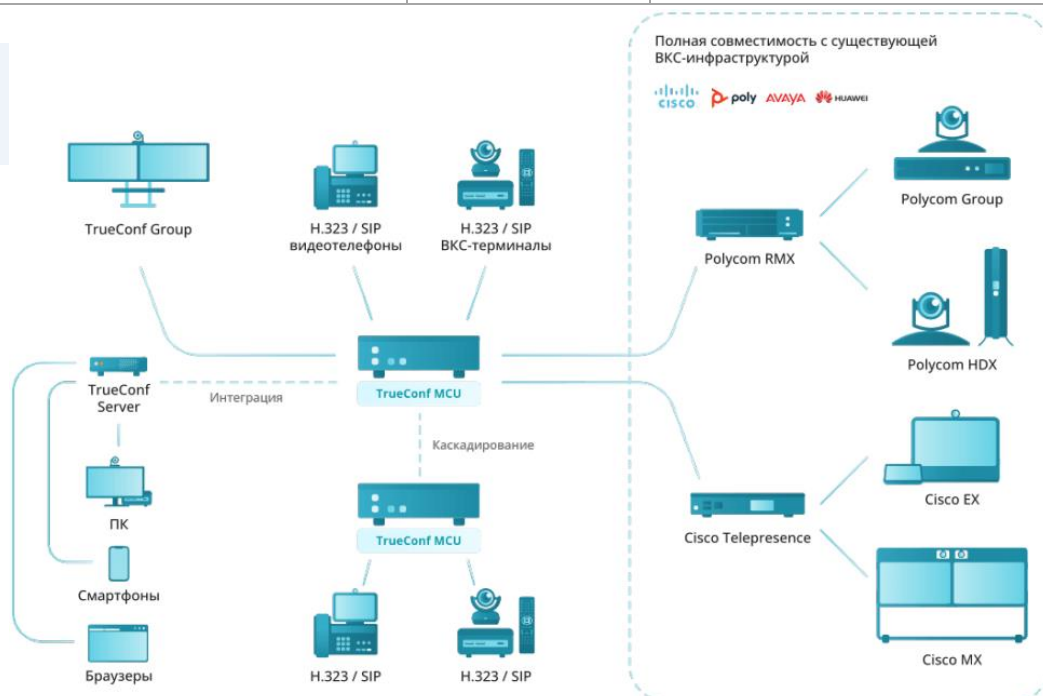 Полная совместимость с существующей
ВКС-инфраструктурой
CISCO
poly
AVAYA
HUAWEI
TrueConf Group
H.323 / SIP
видеотелефоны
H.323 / SIP
ВКС-терминалы
Polycom RMX
Polycom Group
Polycom HDX
TrueConf
Server
Интеграция
TrueConf MCU
Каскадирование
TrueConf MCU
ПК
Смартфоны
Браузеры
H.323 / SIP
H.323 / SIP
Cisco Telepresence
Cisco EX
Cisco MX